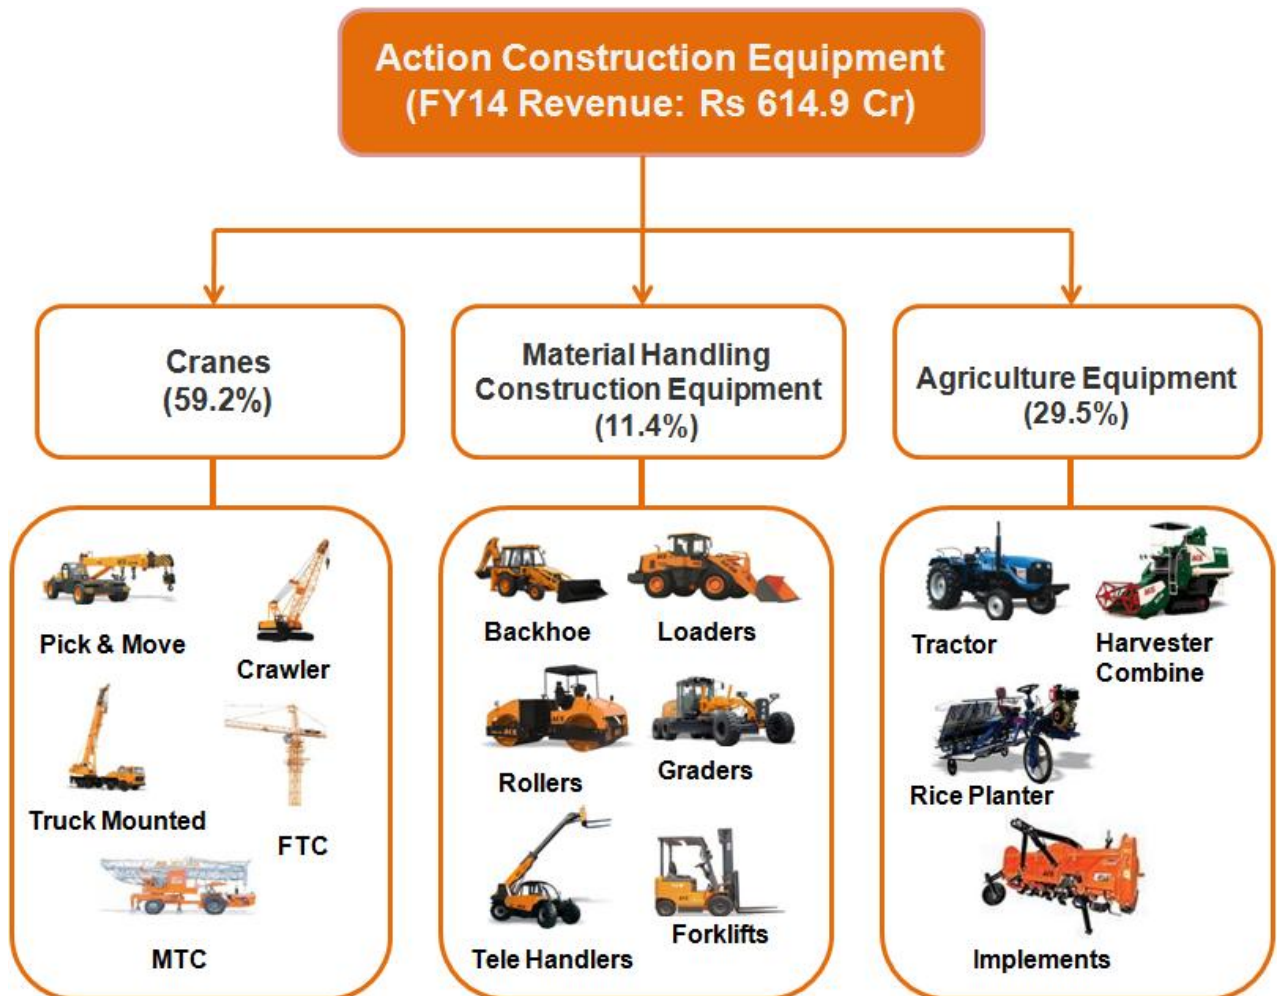 Action Construction Equipment
(FY14 Revenue: Rs 614.9 Cr)
Cranes
(59.2%)
Material Handling
Construction Equipment
(11.4%)
Agriculture Equipment
(29.5%)
Pick & Move
Crawler
Truck Mounted
FTC
MTC
Backhoe
Loaders
Rollers
Graders
Tele Handlers
Forklifts
Tractor
Harvester
Combine
Rice Planter
Implements